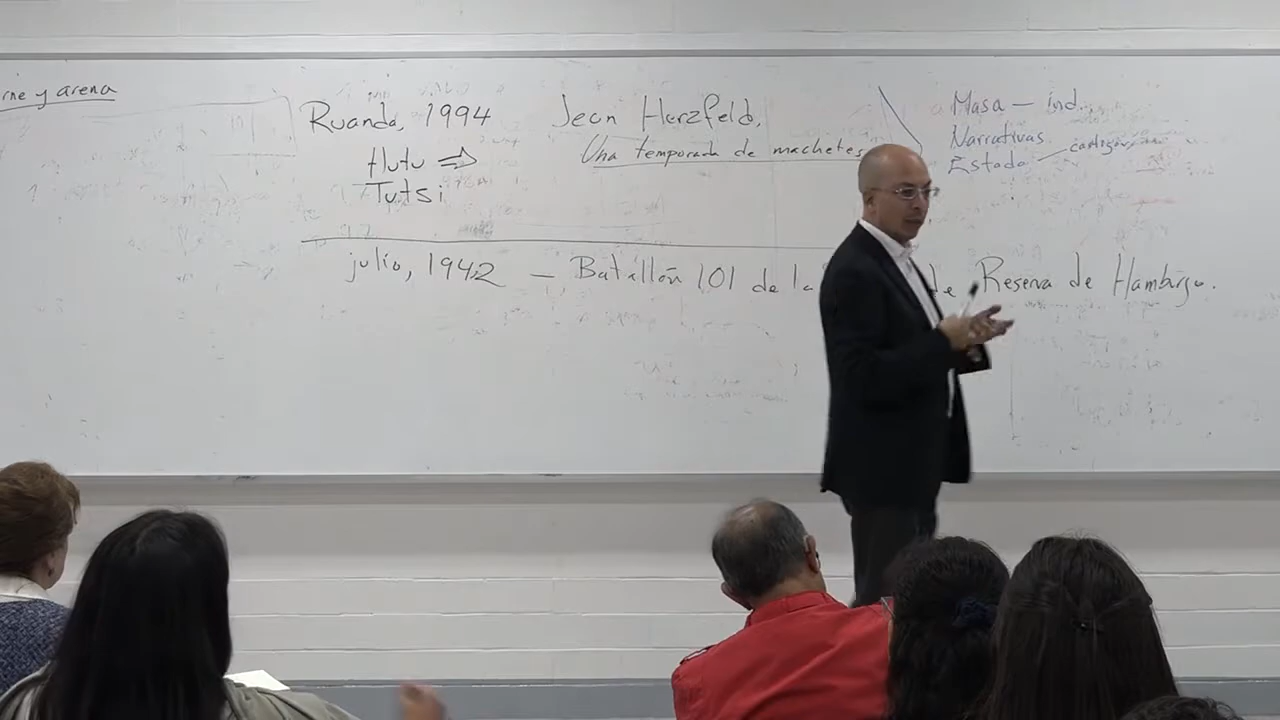 rne y arena
Ruanda, 1994
Hutu ⇒
Tutsi
Jean Herzfeld,
Una temporada de machetes
Masa — ind.
Narrativas
Estado
julio, 1942 — Batallón 101 de la de Reserva de Hamburgo.